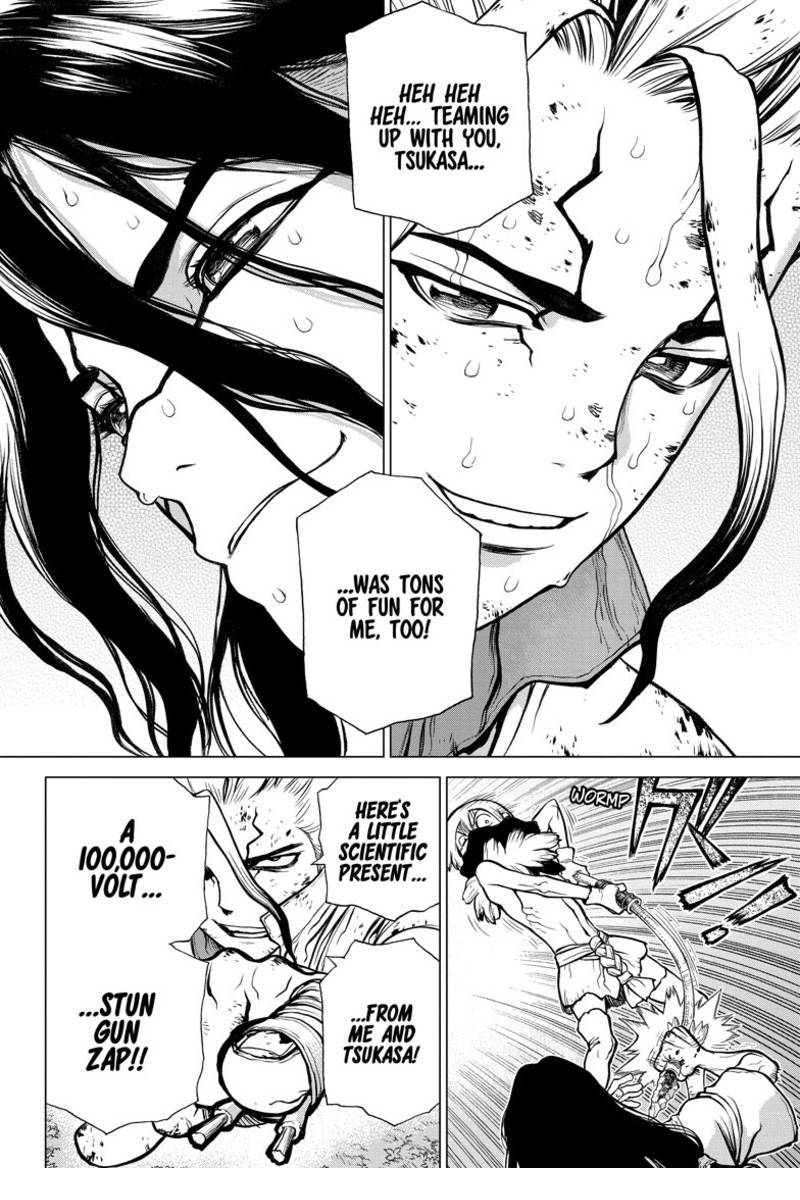 HEH HEH
HEH... TEAMING
UP WITH YOU,
TSUKASA...
...WAS TONS
OF FUN FOR
ME, TOO!
WORMP
HERE'S
A LITTLE
SCIENTIFIC
PRESENT...
...FROM
ME AND
TSUKASA!
A
100,000-
VOLT...
...STUN
GUN
ZAP!!